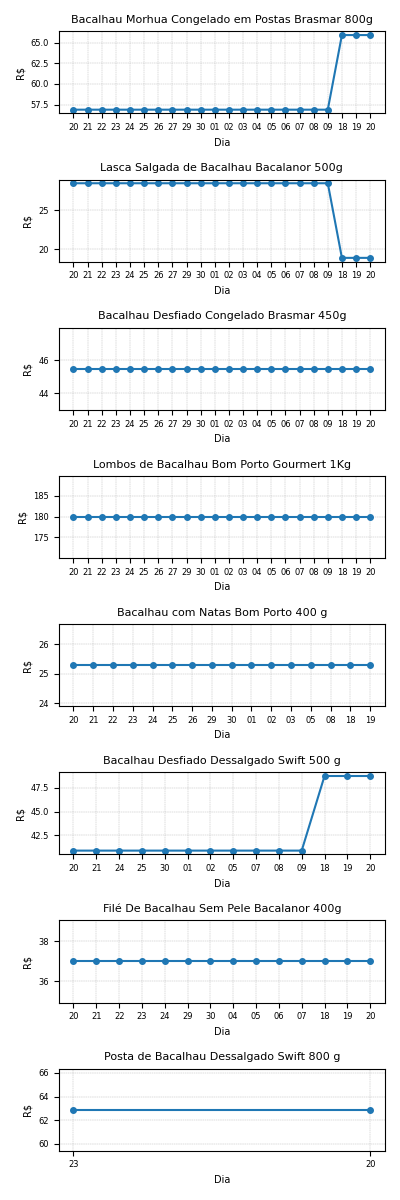 Bacalhau Morhua Congelado em Postas Brasmar 800g
65.0
62.5
60.0
57.5
R$
20 21 22 23 24 25 26 27 29 30 01 02 03 04 05 06 07 08 09 18 19 20
Dia
Lasca Salgada de Bacalhau Bacalanor 500g
25
20
R$
20 21 22 23 24 25 26 27 29 30 01 02 03 04 05 06 07 08 09 18 19 20
Dia
Bacalhau Desfiado Congelado Brasmar 450g
46
44
R$
20 21 22 23 24 25 26 27 29 30 01 02 03 04 05 06 07 08 09 18 19 20
Dia
Lombos de Bacalhau Bom Porto Gourmert 1Kg
185
180
175
R$
20 21 22 23 24 25 26 27 29 30 01 02 03 04 05 06 07 08 09 18 19 20
Dia
Bacalhau com Natas Bom Porto 400 g
26
25
24
R$
20 21 22 23 24 25 26 29 30 01 02 03 05 08 18 19
Dia
Bacalhau Desfiado Dessalgado Swift 500 g
47.5
45.0
42.5
R$
20 21 24 25 30 01 02 05 07 08 09 18 19 20
Dia
Filé De Bacalhau Sem Pele Bacalanor 400g
38
36
R$
20 21 22 23 24 29 30 04 05 06 07 18 19 20
Dia
Posta de Bacalhau Dessalgado Swift 800 g
66
64
62
60
R$
23 20
Dia